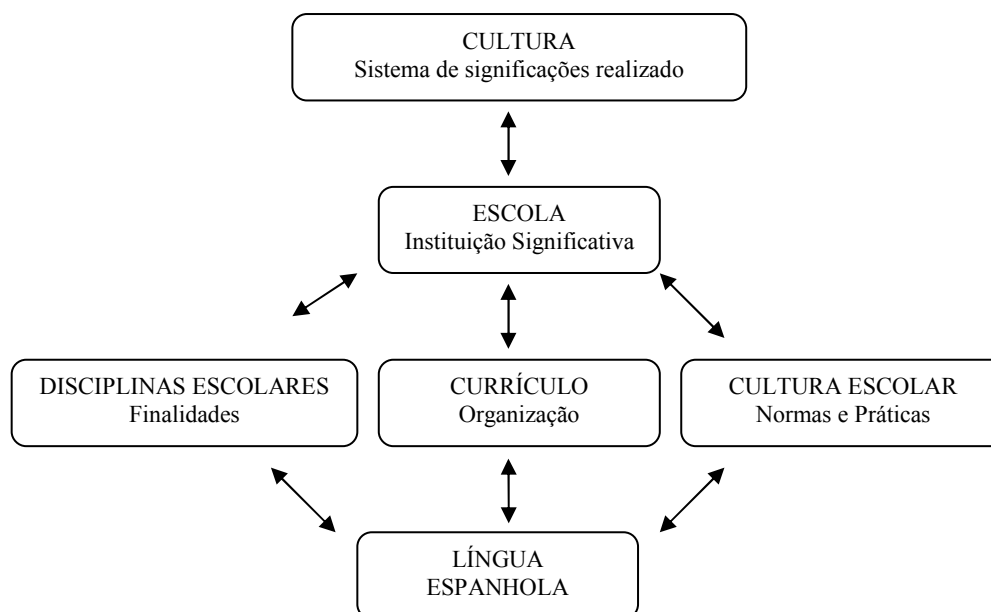 CULTURA
Sistema de significações realizado
ESCOLA
Instituição Significativa
DISCIPLINAS ESCOLARES
Finalidades
CURRÍCULO
Organização
CULTURA ESCOLAR
Normas e Práticas
LÍNGUA
ESPANHOLA